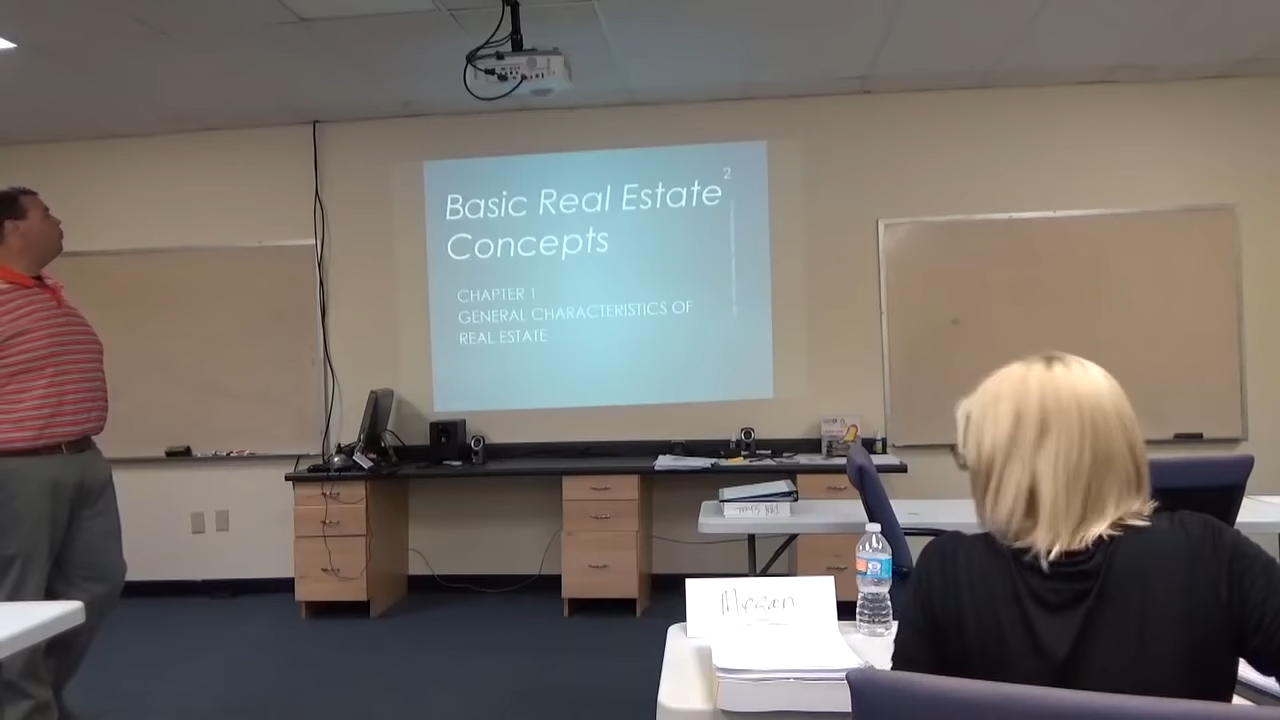 2
Basic Real Estate
Concepts
CHAPTER 1
GENERAL CHARACTERISTICS OF
REAL ESTATE
Megan